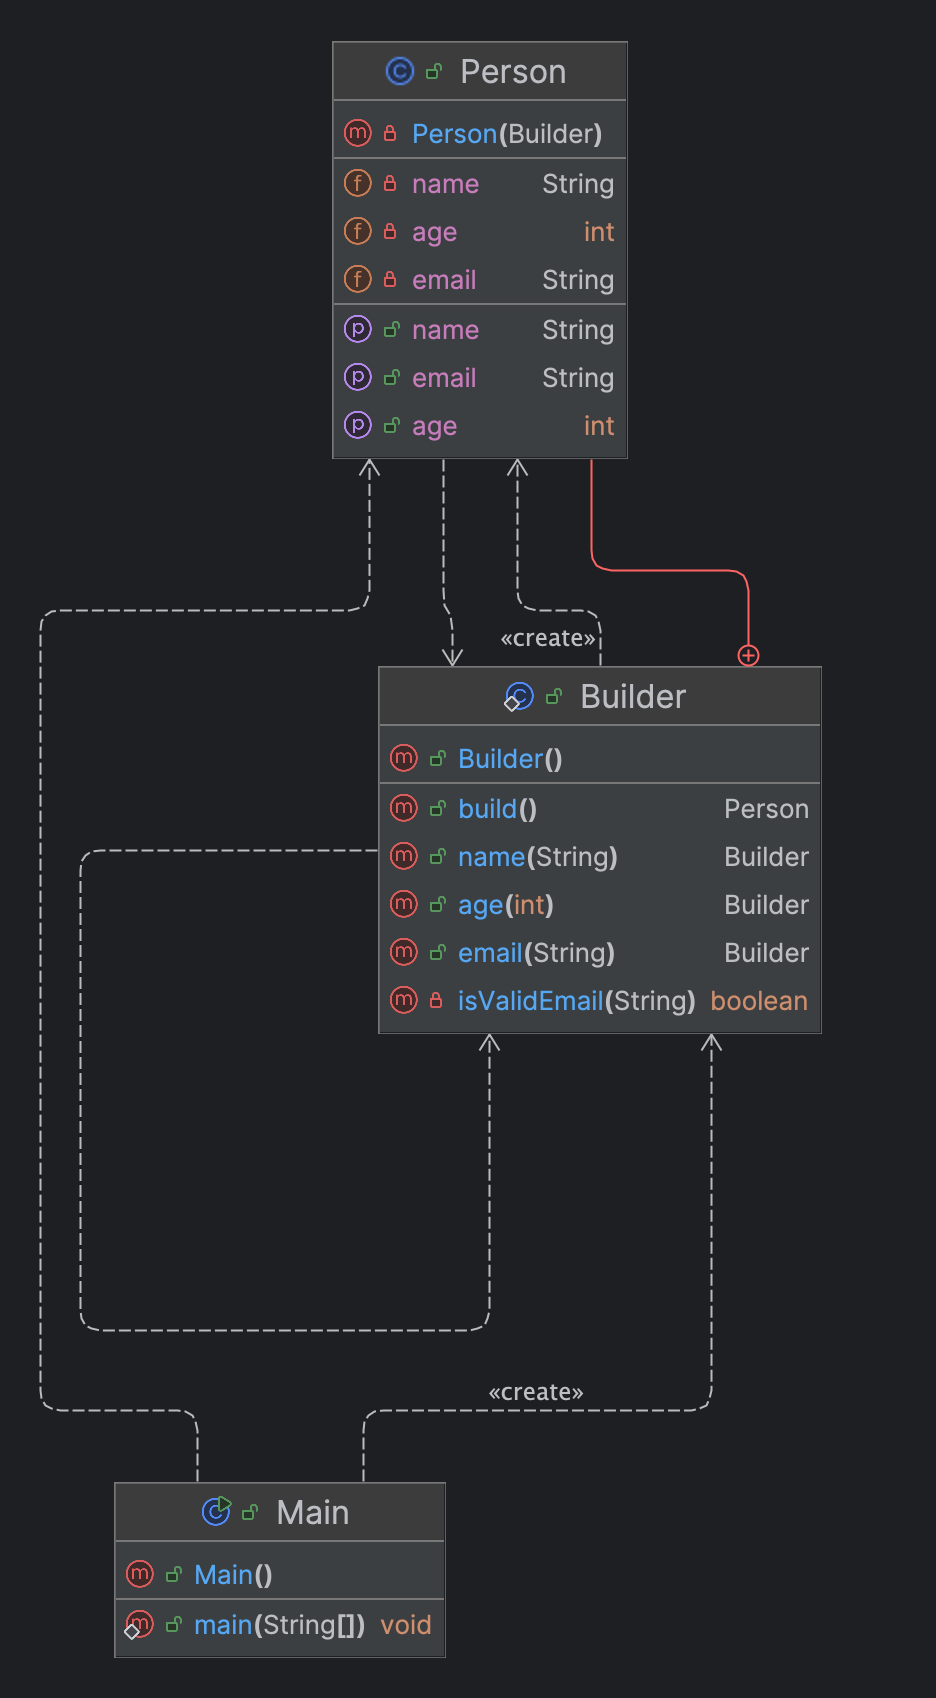 Person
Person(Builder)
name String
age int
email String
name String
email String
age int
«create»
Builder
Builder()
build() Person
name(String) Builder
age(int) Builder
email(String) Builder
isValidEmail(String) boolean
«create»
Main
Main()
main(String[]) void